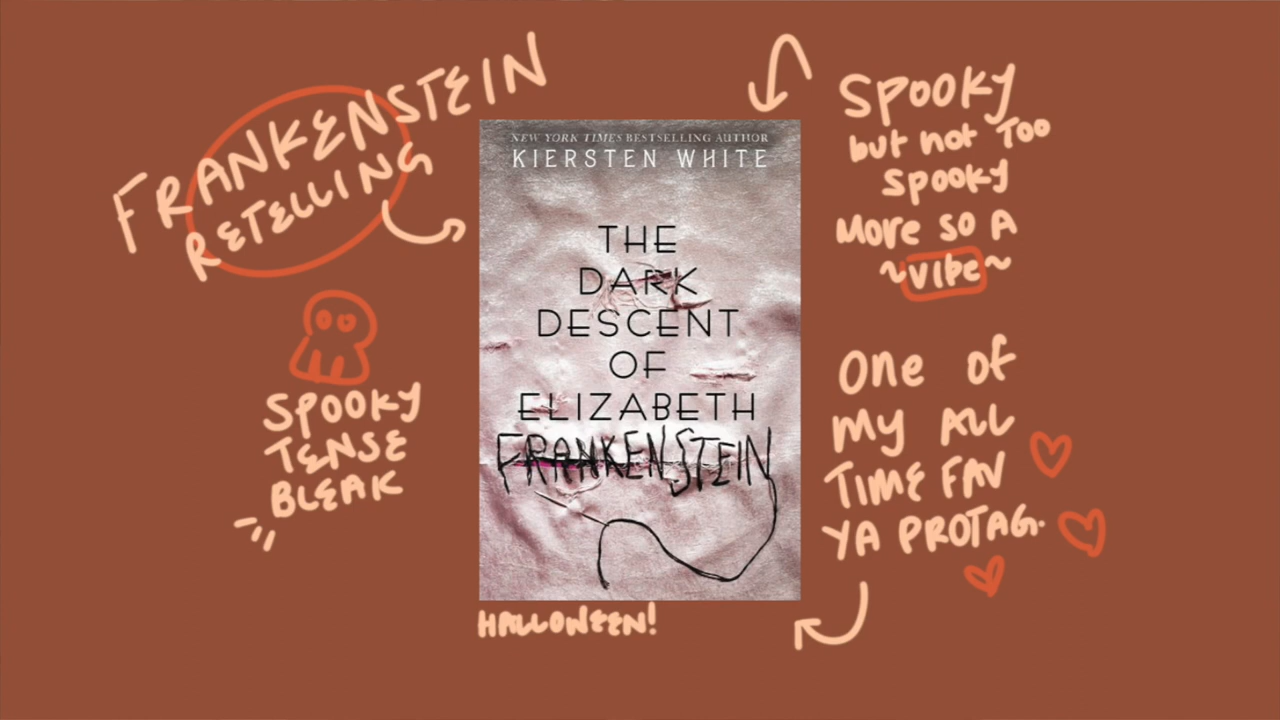 FRANKENSTEIN
RETELLING
SPOOKY
TENSE
BLEAK
NEW YORK TIMES BESTSELLING AUTHOR
KIERSTEN WHITE
THE
DARK
DESCENT
OF
ELIZABETH
FRANKENSTEIN
HALLOWEEN!
SPOOKY
but not Too
SPOOKY
More so A
~VIBE~
One of
My All
TIME FAV
YA PROTAG.